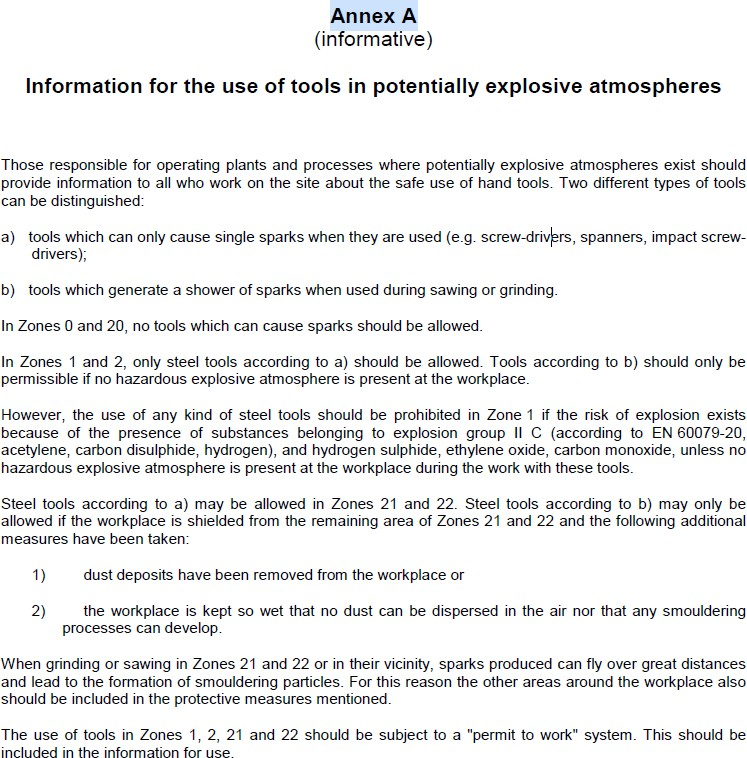 Annex A
(informative)
Information for the use of tools in potentially explosive atmospheres
Those responsible for operating plants and processes where potentially explosive atmospheres exist should
provide information to all who work on the site about the safe use of hand tools. Two different types of tools
can be distinguished:
a) tools which can only cause single sparks when they are used (e.g. screw-drivers, spanners, impact screw-
drivers);
b) tools which generate a shower of sparks when used during sawing or grinding.
In Zones 0 and 20, no tools which can cause sparks should be allowed.
In Zones 1 and 2, only steel tools according to a) should be allowed. Tools according to b) should only be
permissible if no hazardous explosive atmosphere is present at the workplace.
However, the use of any kind of steel tools should be prohibited in Zone 1 if the risk of explosion exists
because of the presence of substances belonging to explosion group II C (according to EN 60079-20,
acetylene, carbon disulphide, hydrogen), and hydrogen sulphide, ethylene oxide, carbon monoxide, unless no
hazardous explosive atmosphere is present at the workplace during the work with these tools.
Steel tools according to a) may be allowed in Zones 21 and 22. Steel tools according to b) may only be
allowed if the workplace is shielded from the remaining area of Zones 21 and 22 and the following additional
measures have been taken:
1) dust deposits have been removed from the workplace or
2) the workplace is kept so wet that no dust can be dispersed in the air nor that any smouldering
processes can develop.
When grinding or sawing in Zones 21 and 22 or in their vicinity, sparks produced can fly over great distances
and lead to the formation of smouldering particles. For this reason the other areas around the workplace also
should be included in the protective measures mentioned.
The use of tools in Zones 1, 2, 21 and 22 should be subject to a "permit to work" system. This should be
included in the information for use.